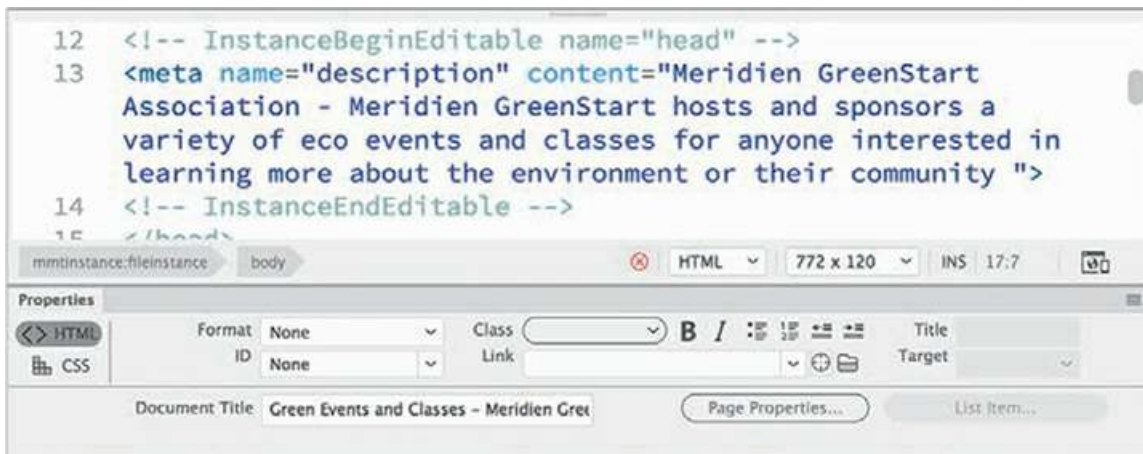 12 <!-- InstanceBeginEditable name="head" -->
13 <meta name="description" content="Meridien GreenStart
Association - Meridien GreenStart hosts and sponsors a
variety of eco events and classes for anyone interested in
learning more about the environment or their community ">
14 <!-- InstanceEndEditable -->
15 </head>
mmtinstance:fileinstance body HTML 772 x 120 INS 17:7
Properties
<> HTML Format None Class B I Title
CSS ID None Link Target
Document Title Green Events and Classes - Meridien Gree Page Properties... List Item...